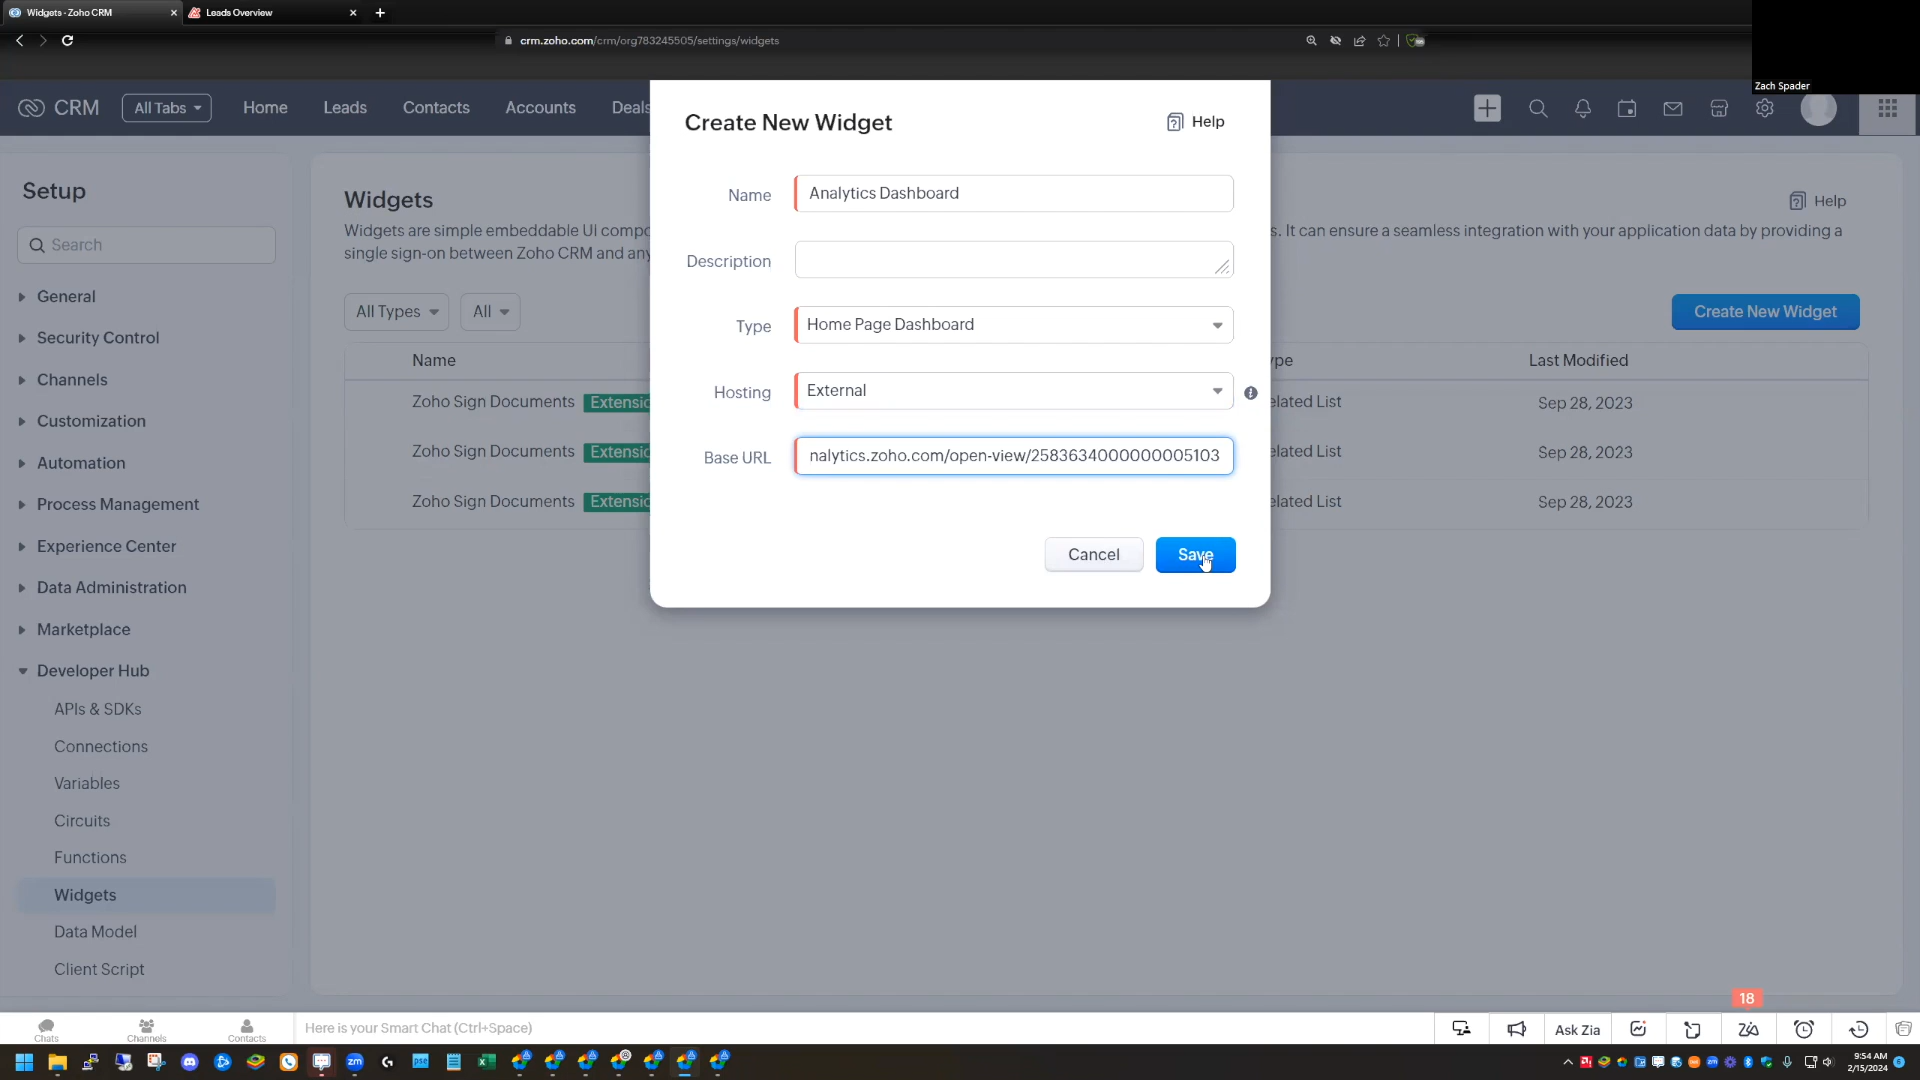 Widgets - Zoho CRM
Leads Overview
crm.zoho.com/crm/org783245505/settings/widgets
Zach Spader
CRM
All Tabs
Home
Leads
Contacts
Accounts
Deals
Create New Widget
Help
Name
Analytics Dashboard
Description
Type
Home Page Dashboard
Hosting
External
Base URL
nalytics.zoho.com/open-view/2583634000000005103
Cancel
Save
Setup
Search
General
Security Control
Channels
Customization
Automation
Process Management
Experience Center
Data Administration
Marketplace
Developer Hub
APIs & SDKs
Connections
Variables
Circuits
Functions
Widgets
Data Model
Client Script
Widgets
Help
Widgets are simple embeddable UI compo
s. It can ensure a seamless integration with your application data by providing a
single sign-on between Zoho CRM and any
All Types
All
Create New Widget
Name
ype
Last Modified
Zoho Sign Documents
Extensio
elated List
Sep 28, 2023
Zoho Sign Documents
Extensio
elated List
Sep 28, 2023
Zoho Sign Documents
Extensio
elated List
Sep 28, 2023
18
Chats
Channels
Contacts
Here is your Smart Chat (Ctrl+Space)
Ask Zia
9:54 AM
2/15/2024